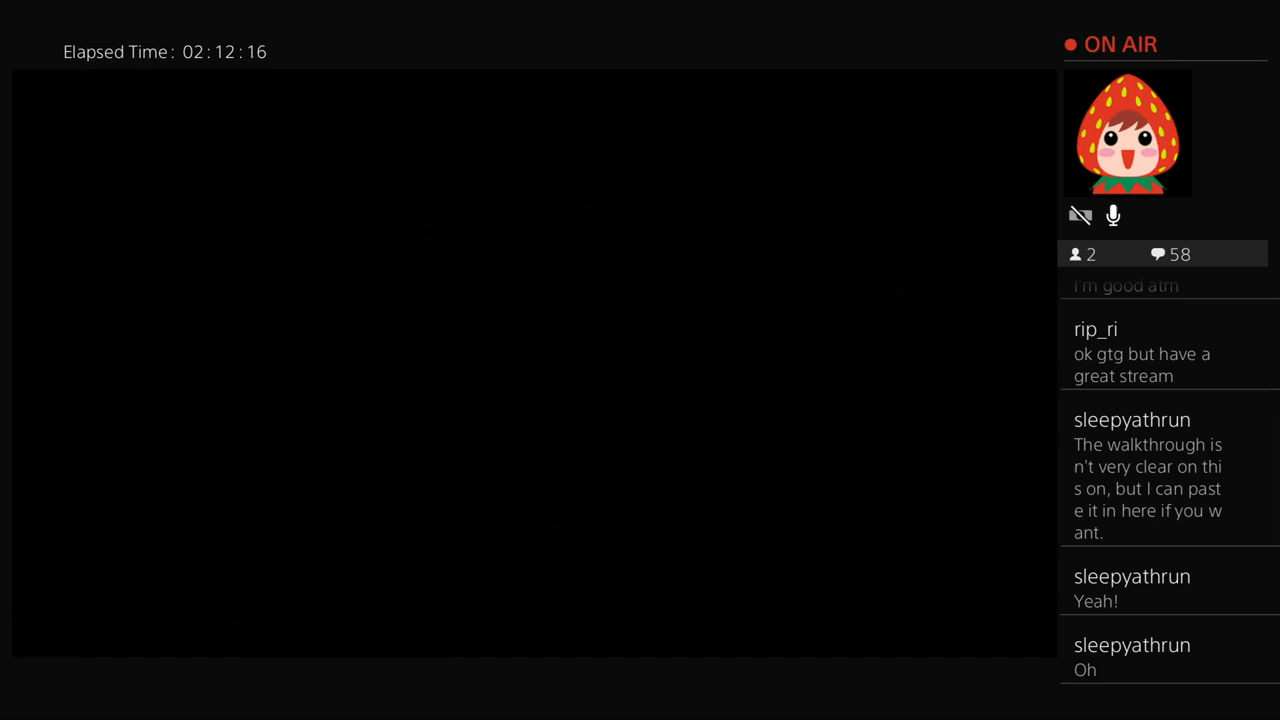 Elapsed Time: 02:12:16
ON AIR
2
58
I'm good atm
rip_ri
ok gtg but have a
great stream
sleepyathrun
The walkthrough is
n't very clear on thi
s on, but I can past
e it in here if you w
ant.
sleepyathrun
Yeah!
sleepyathrun
Oh